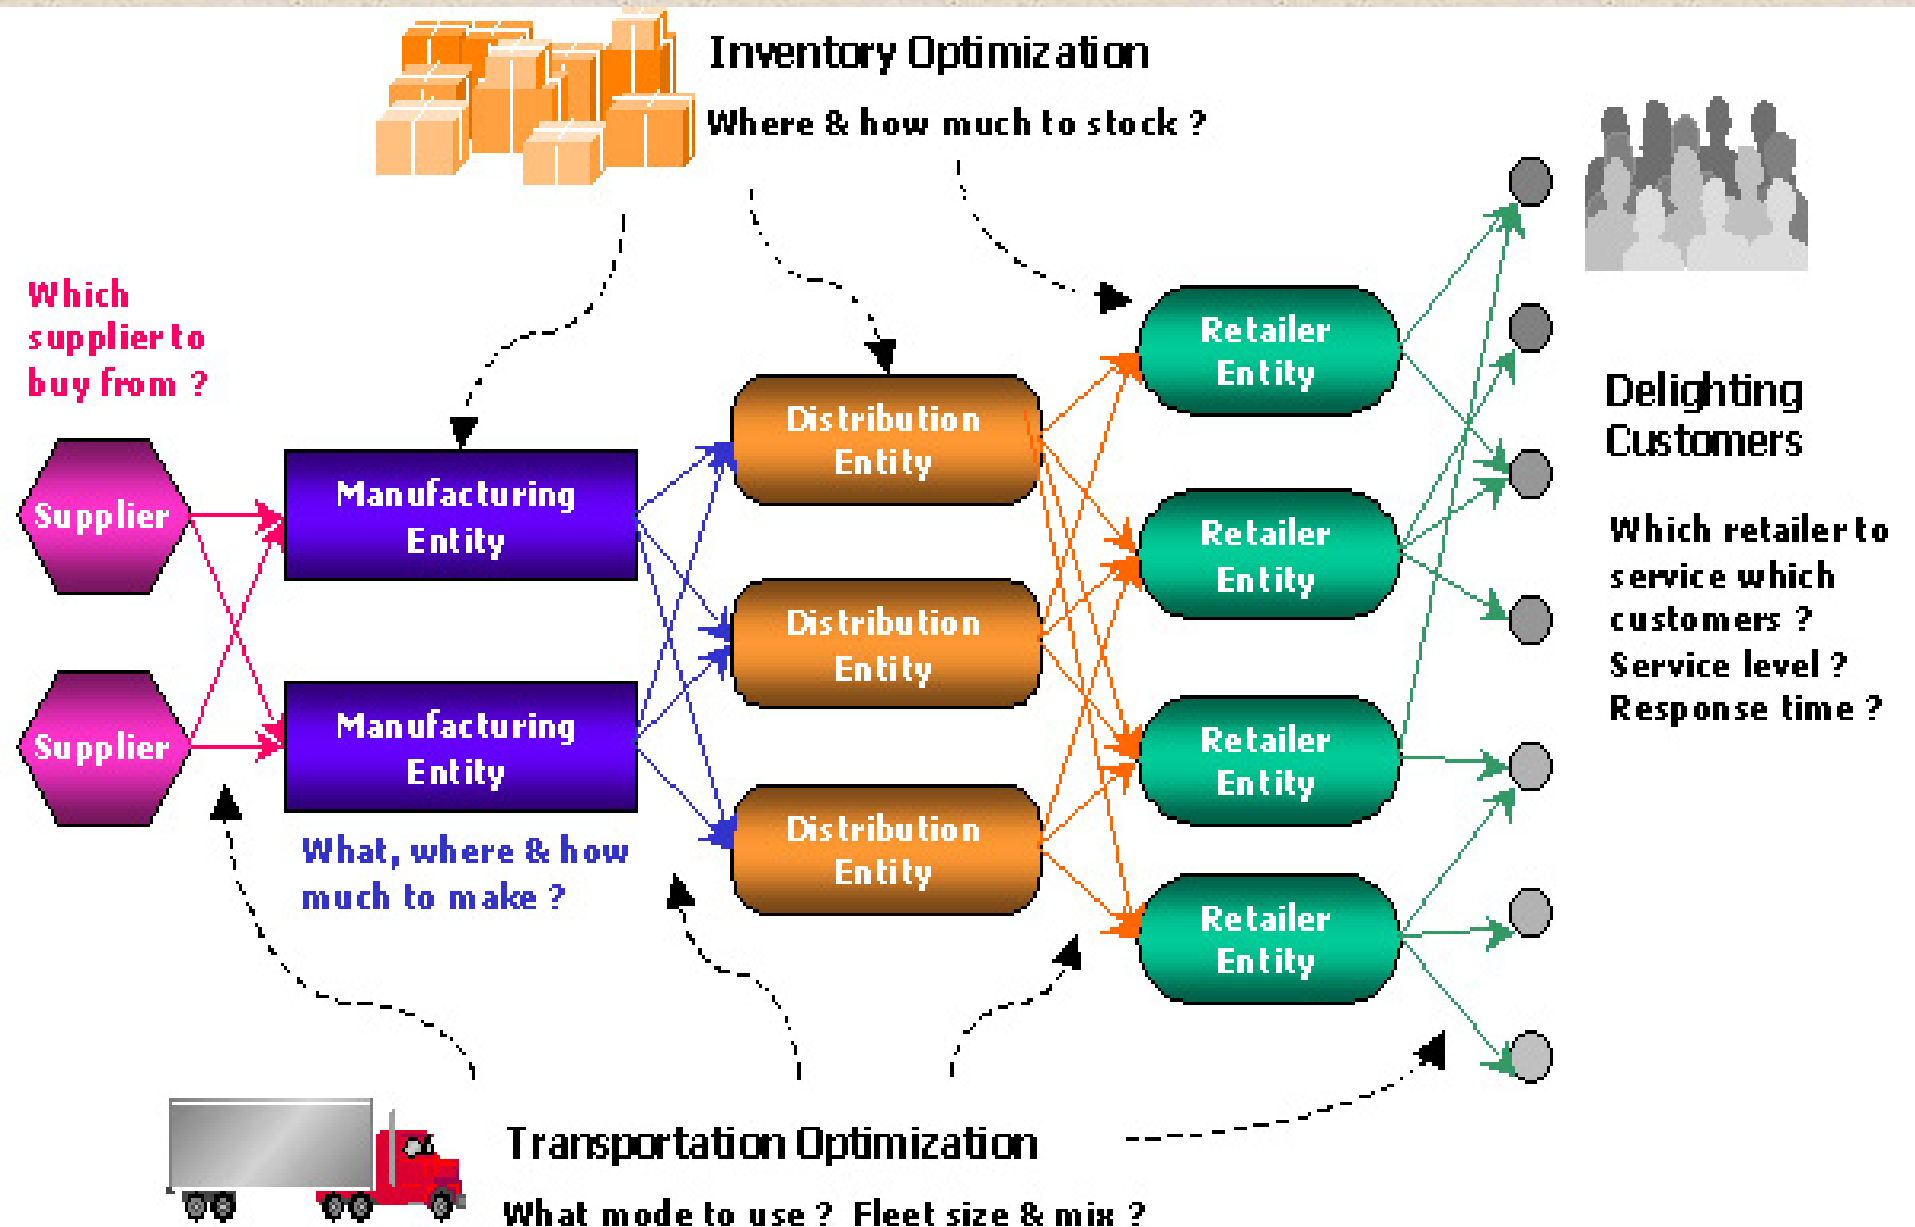 Inventory Optimization
Where & how much to stock ?
Which
supplier to
buy from ?
Supplier
Supplier
Manufacturing
Entity
Manufacturing
Entity
What, where & how
much to make ?
Distribution
Entity
Distribution
Entity
Distribution
Entity
Retailer
Entity
Retailer
Entity
Retailer
Entity
Retailer
Entity
Delighting
Customers
Which retailer to
service which
customers ?
Service level ?
Response time ?
Transportation Optimization
What mode to use ? Fleet size & mix ?